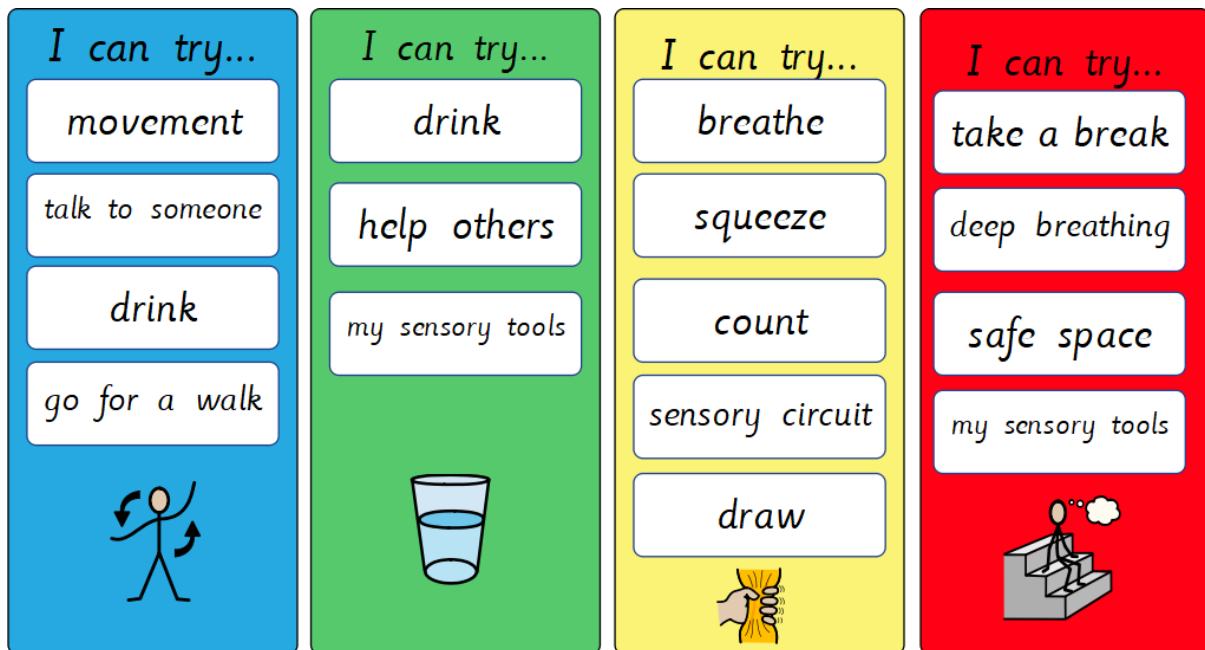 I can try...
movement
talk to someone
drink
go for a walk
I can try...
drink
help others
my sensory tools
I can try...
breathe
squeeze
count
sensory circuit
draw
I can try...
take a break
deep breathing
safe space
my sensory tools